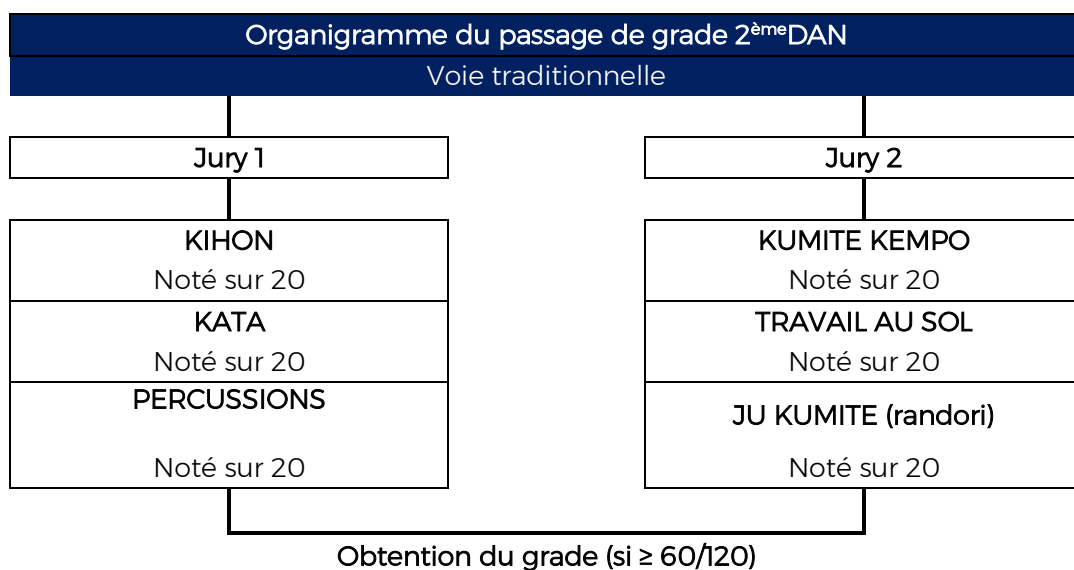 Organigramme du passage de grade 2èmeDAN
Voie traditionnelle
Jury 1
KIHON
Noté sur 20
KATA
Noté sur 20
PERCUSSIONS
Noté sur 20
Jury 2
KUMITE KEMPO
Noté sur 20
TRAVAIL AU SOL
Noté sur 20
JU KUMITE (randori)
Noté sur 20
Obtention du grade (si ≥ 60/120)